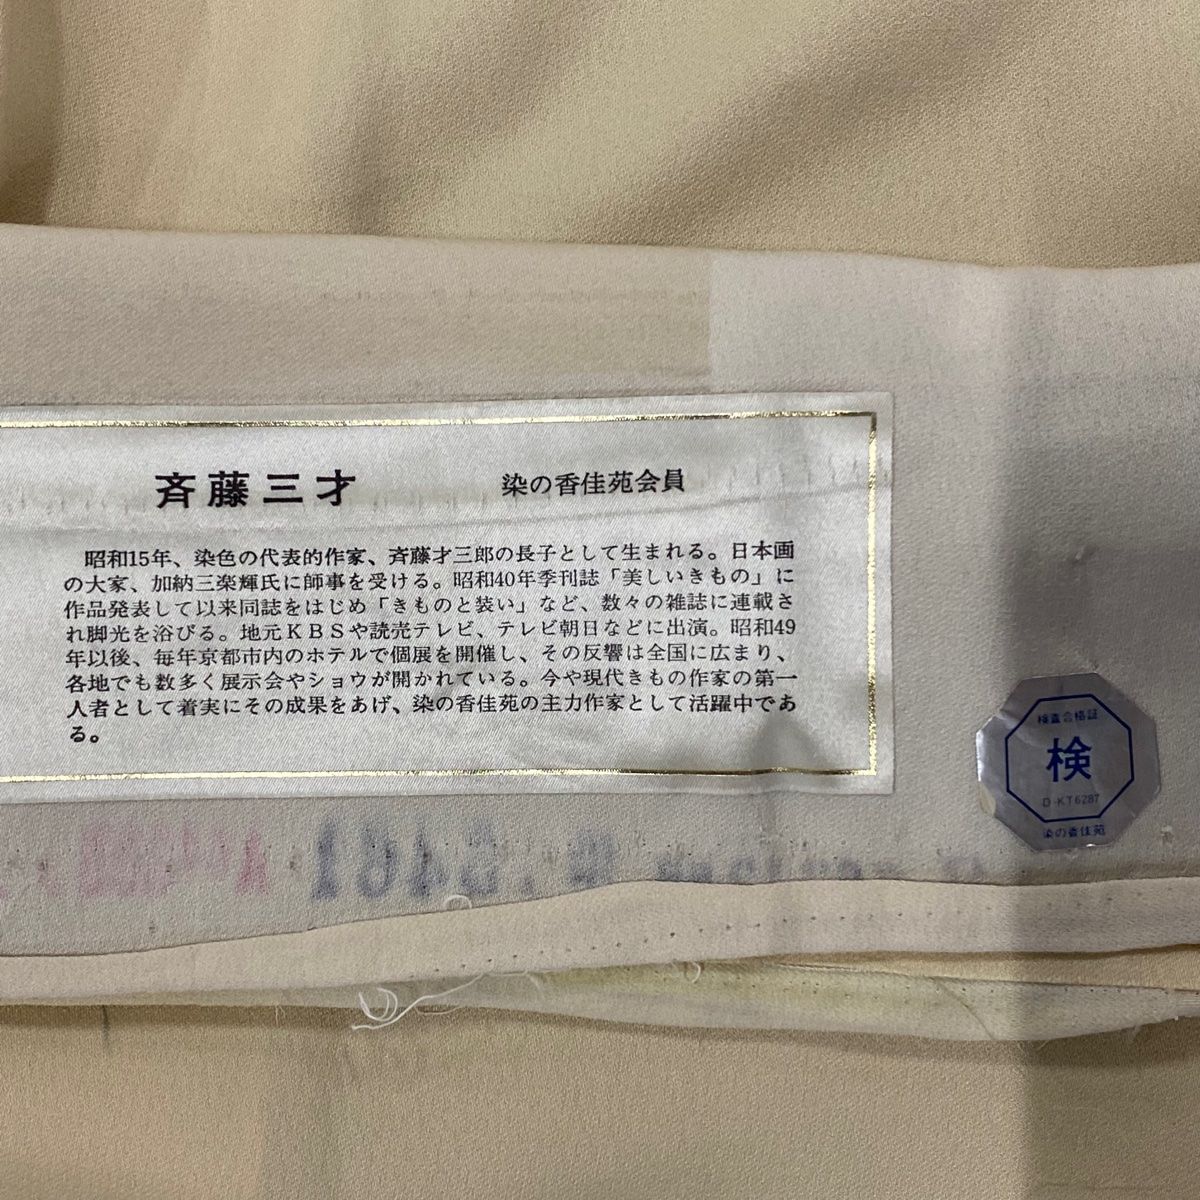 斉藤三才 染の香佳苑会員
昭和15年、染色の代表的作家、斉藤才三郎の長子として生まれる。日本画
の大家、加納三楽輝氏に師事を受ける。昭和40年季刊誌「美しいきもの」に
作品発表して以来同誌をはじめ「きものと装い」など、数々の雑誌に連載さ
れ脚光を浴びる。地元KBSや読売テレビ、テレビ朝日などに出演。昭和49
年以後、毎年京都市内のホテルで個展を開催し、その反響は全国に広まり、
各地でも数多く展示会やショウが開かれている。今や現代きもの作家の第一
人者として着実にその成果をあげ、染の香佳苑の主力作家として活躍中であ
る。
検査合格証
検
D-KT6287
染の香佳苑
5461